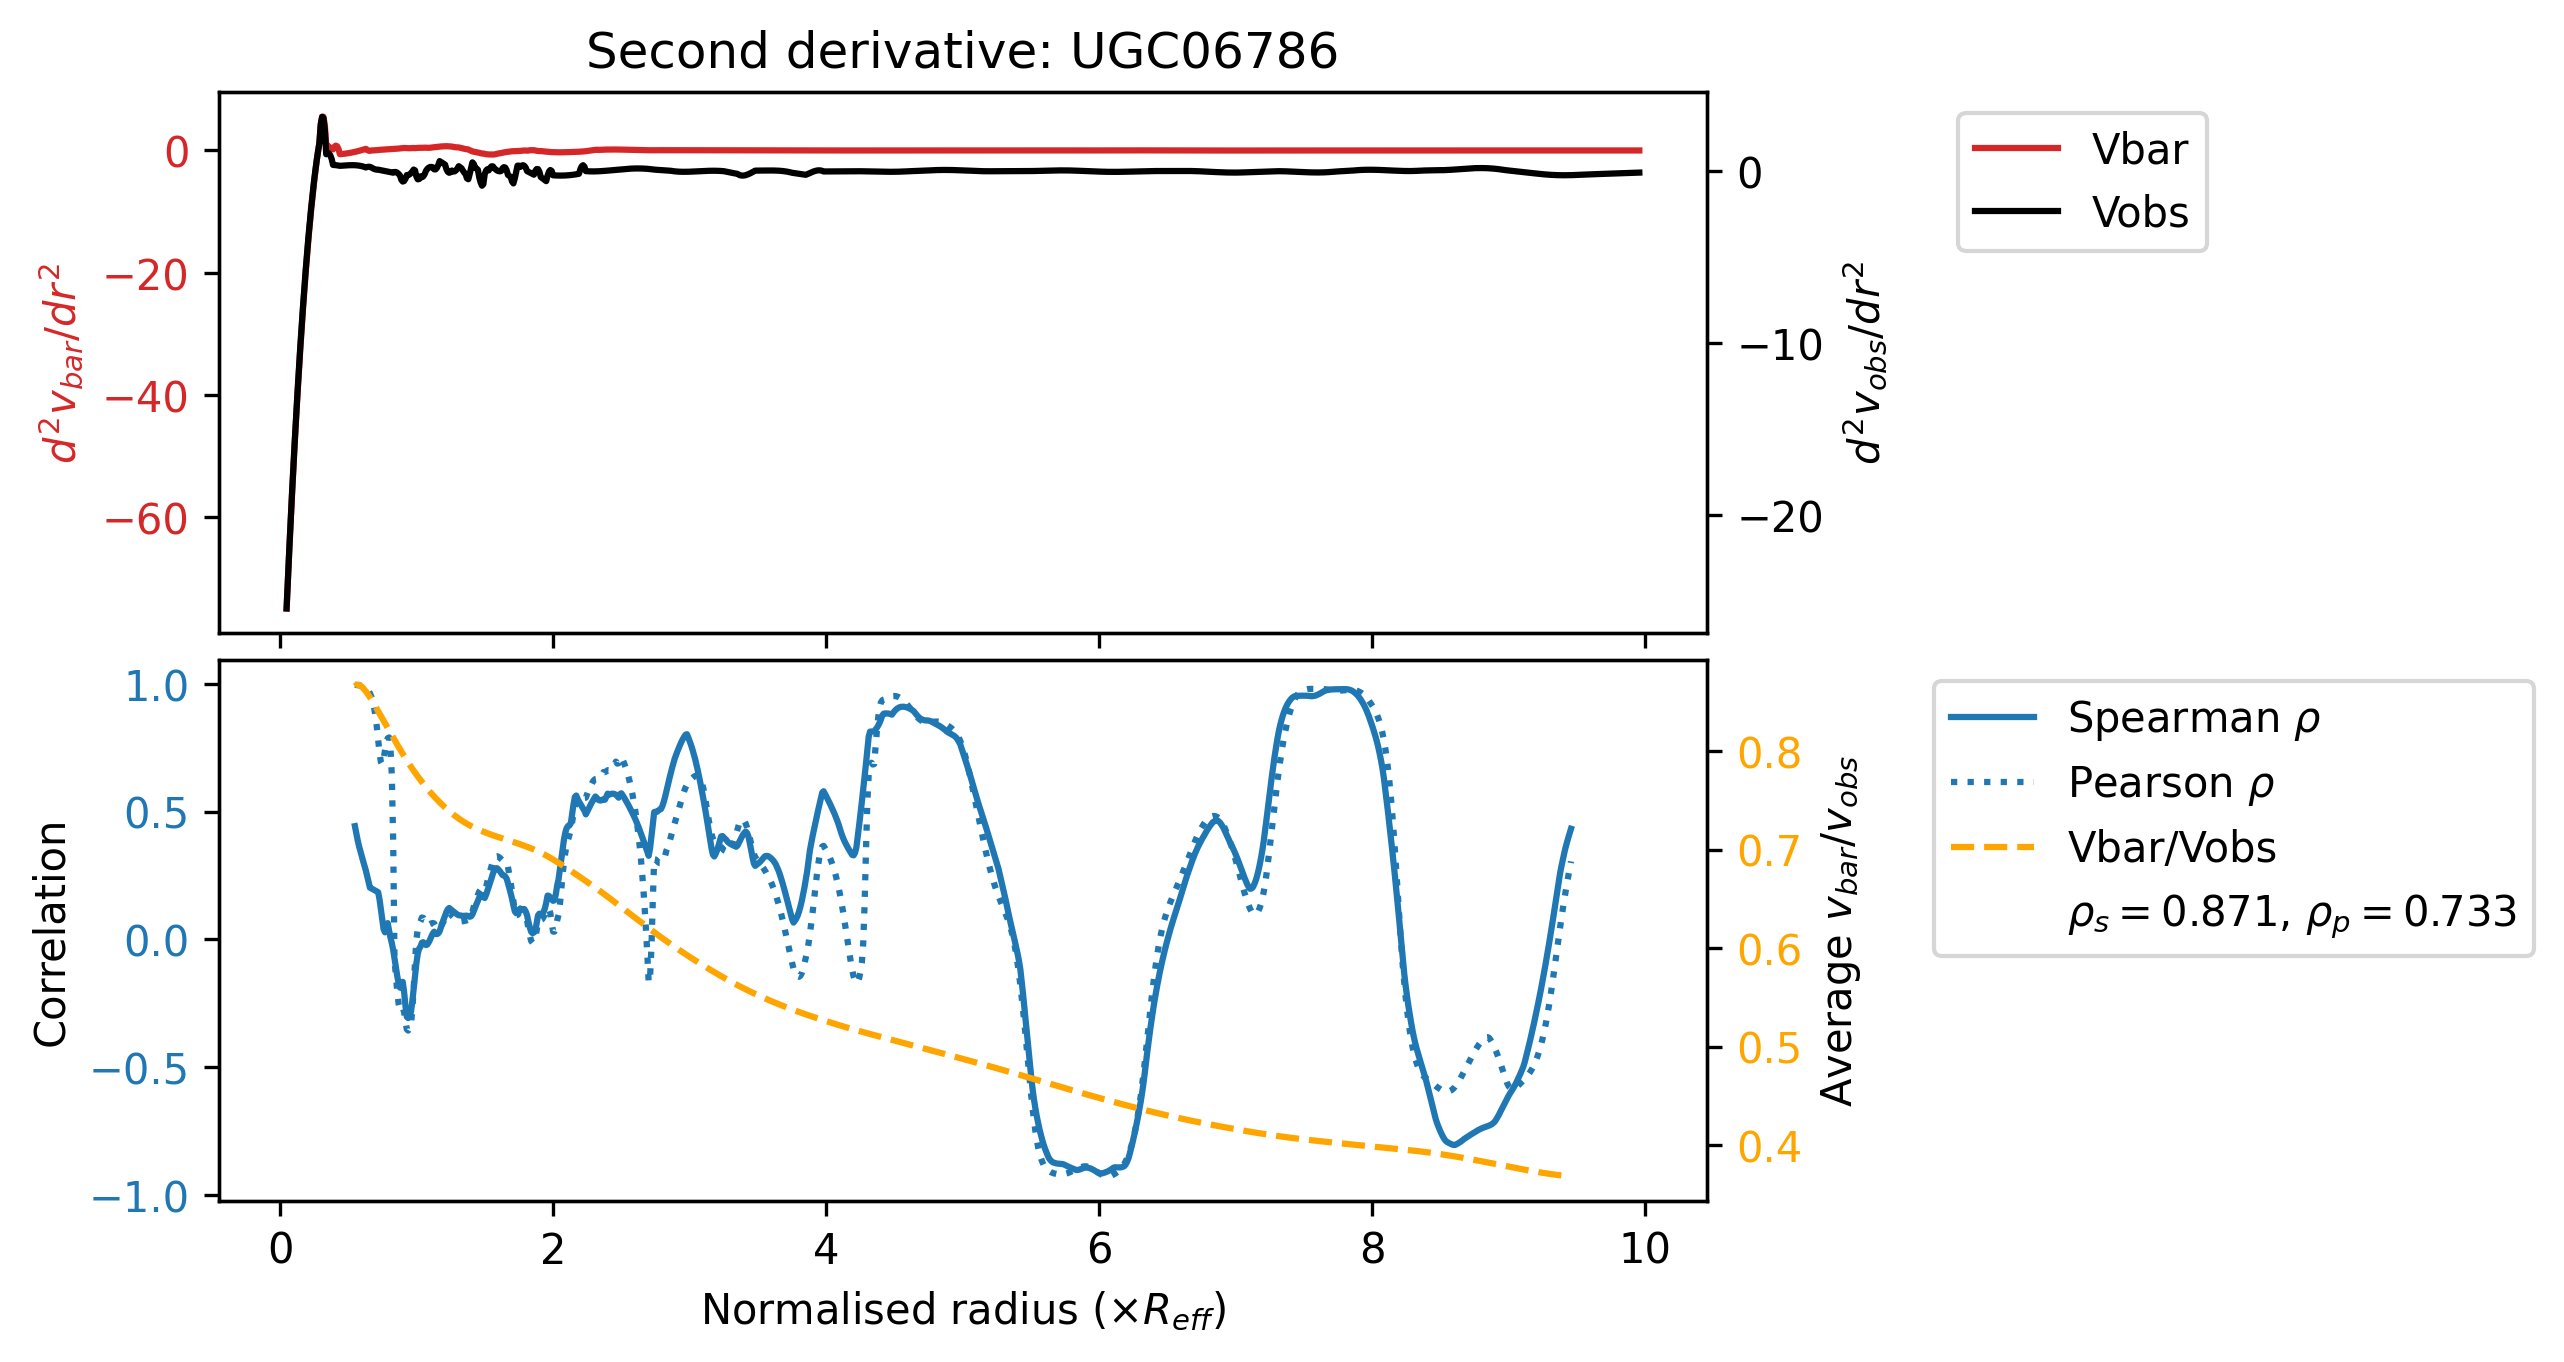 Second derivative: UGC06786
0
−20
−40
−60
d²v_bar/dr²
0
−10
−20
d²v_obs/dr²
Vbar
Vobs
1.0
0.5
0.0
−0.5
−1.0
Correlation
0.8
0.7
0.6
0.5
0.4
Average v_bar/v_obs
Spearman ρ
Pearson ρ
Vbar/Vobs
ρ_s = 0.871, ρ_p = 0.733
0 2 4 6 8 10
Normalised radius (×R_eff)